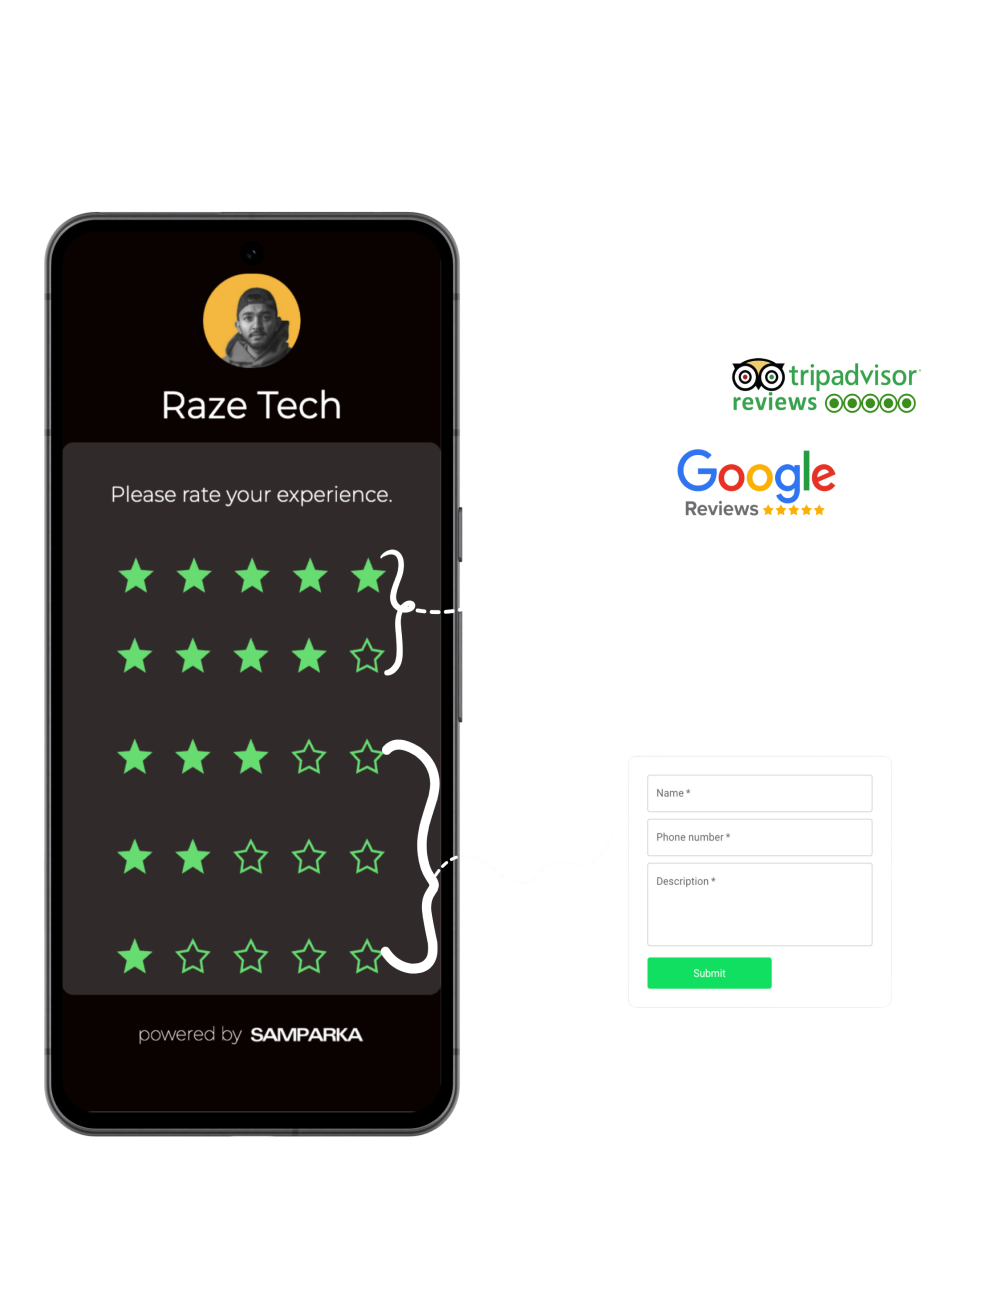 Raze Tech
Please rate your experience.
powered by SAMPARKA
tripadvisor
reviews
Google
Reviews
Name *
Phone number *
Description *
Submit